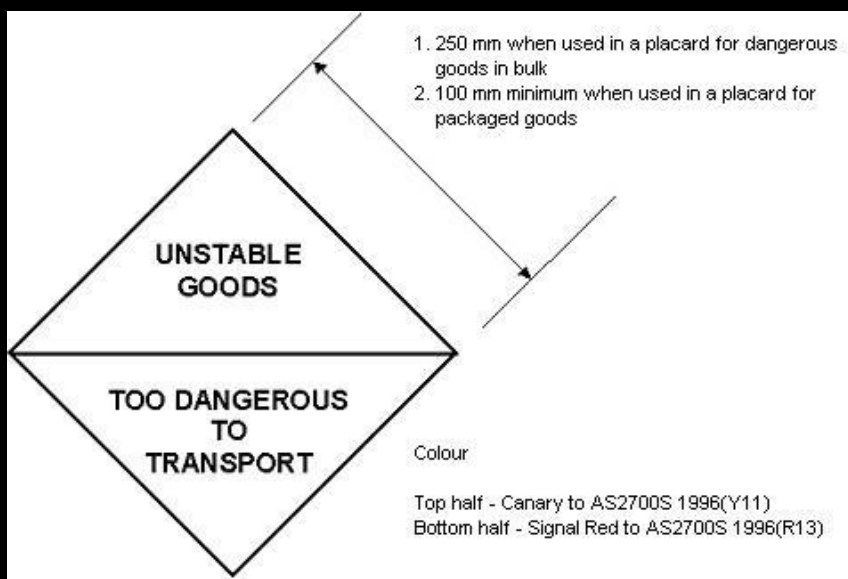 1. 250 mm when used in a placard for dangerous
goods in bulk
2. 100 mm minimum when used in a placard for
packaged goods
UNSTABLE
GOODS
TOO DANGEROUS
TO
TRANSPORT
Colour
Top half - Canary to AS2700S 1996(Y11)
Bottom half - Signal Red to AS2700S 1996(R13)